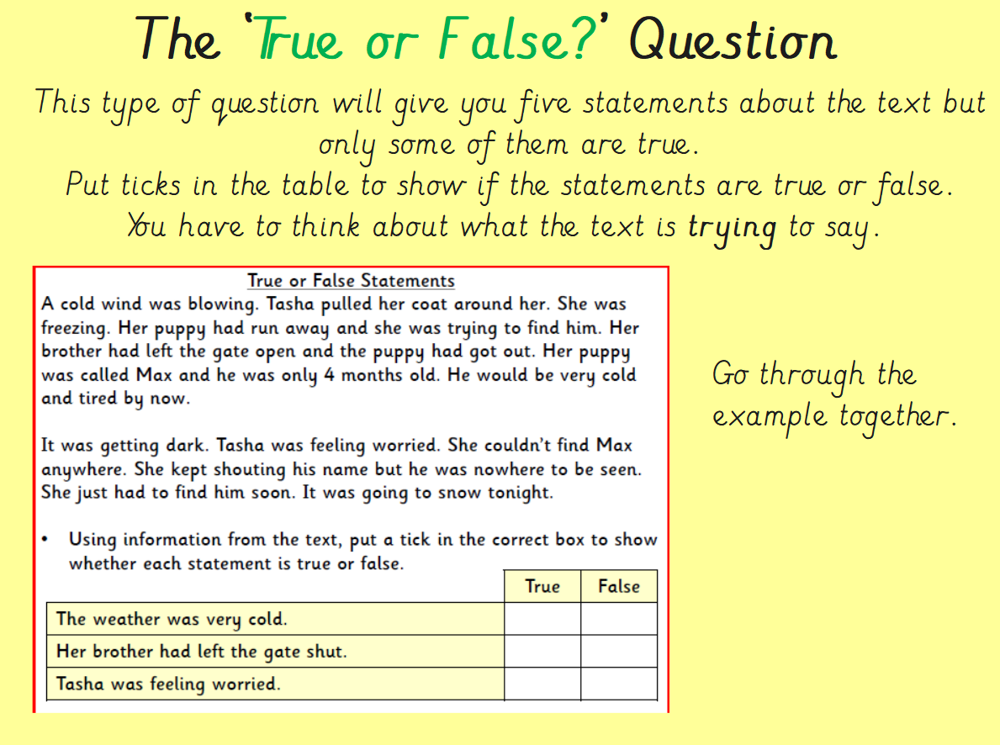 The ‘True or False?’ Question
This type of question will give you five statements about the text but
only some of them are true.
Put ticks in the table to show if the statements are true or false.
You have to think about what the text is trying to say.
True or False Statements
A cold wind was blowing. Tasha pulled her coat around her. She was
freezing. Her puppy had run away and she was trying to find him. Her
brother had left the gate open and the puppy had got out. Her puppy
was called Max and he was only 4 months old. He would be very cold
and tired by now.
It was getting dark. Tasha was feeling worried. She couldn’t find Max
anywhere. She kept shouting his name but he was nowhere to be seen.
She just had to find him soon. It was going to snow tonight.
• Using information from the text, put a tick in the correct box to show
whether each statement is true or false.
True False
The weather was very cold.
Her brother had left the gate shut.
Tasha was feeling worried.
Go through the
example together.